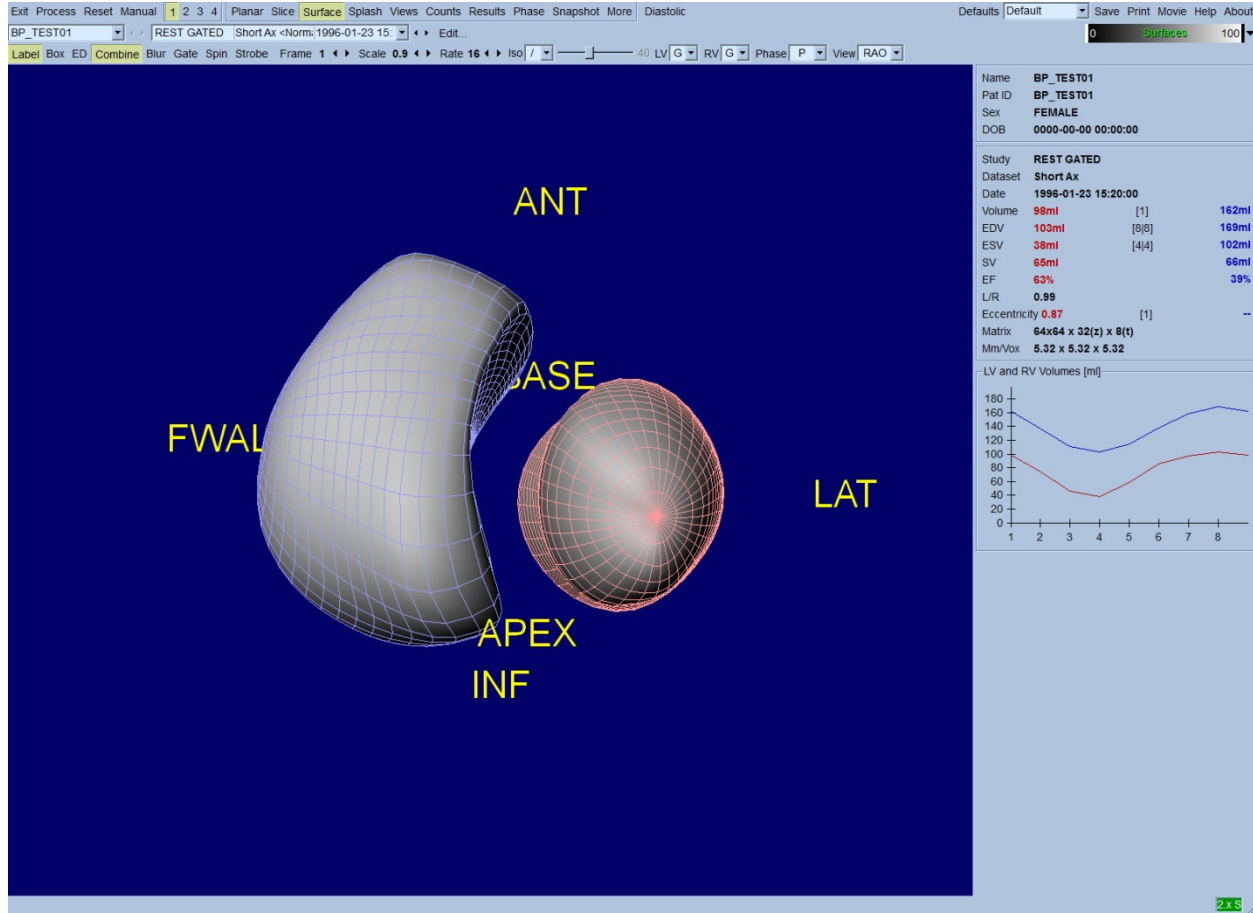 Exit Process Reset Manual 1 2 3 4 Planar Slice Surface Splash Views Counts Results Phase Snapshot More Diastolic Defaults Default Save Print Movie Help About
BP_TEST01 REST GATED Short Ax <Norm: 1996-01-23 15: Edit...
0 Surfaces 100
Label Box ED Combine Blur Gate Spin Strobe Frame 1 Scale 0.9 Rate 16 Iso / 40 LV G RV G Phase P View RAO
Name BP_TEST01
Pat ID BP_TEST01
Sex FEMALE
DOB 0000-00-00 00:00:00
Study REST GATED
Dataset Short Ax
Date 1996-01-23 15:20:00
Volume 98ml [1] 162ml
EDV 103ml [8|8] 169ml
ESV 38ml [4|4] 102ml
SV 65ml 66ml
EF 63% 39%
L/R 0.99
Eccentricity 0.87 [1] --
Matrix 64x64 x 32(z) x 8(t)
Mm/Vox 5.32 x 5.32 x 5.32
LV and RV Volumes [ml]
180
160
140
120
100
80
60
40
20
0
1 2 3 4 5 6 7 8
ANT
BASE
FWAL
LAT
APEX
INF
2.x S